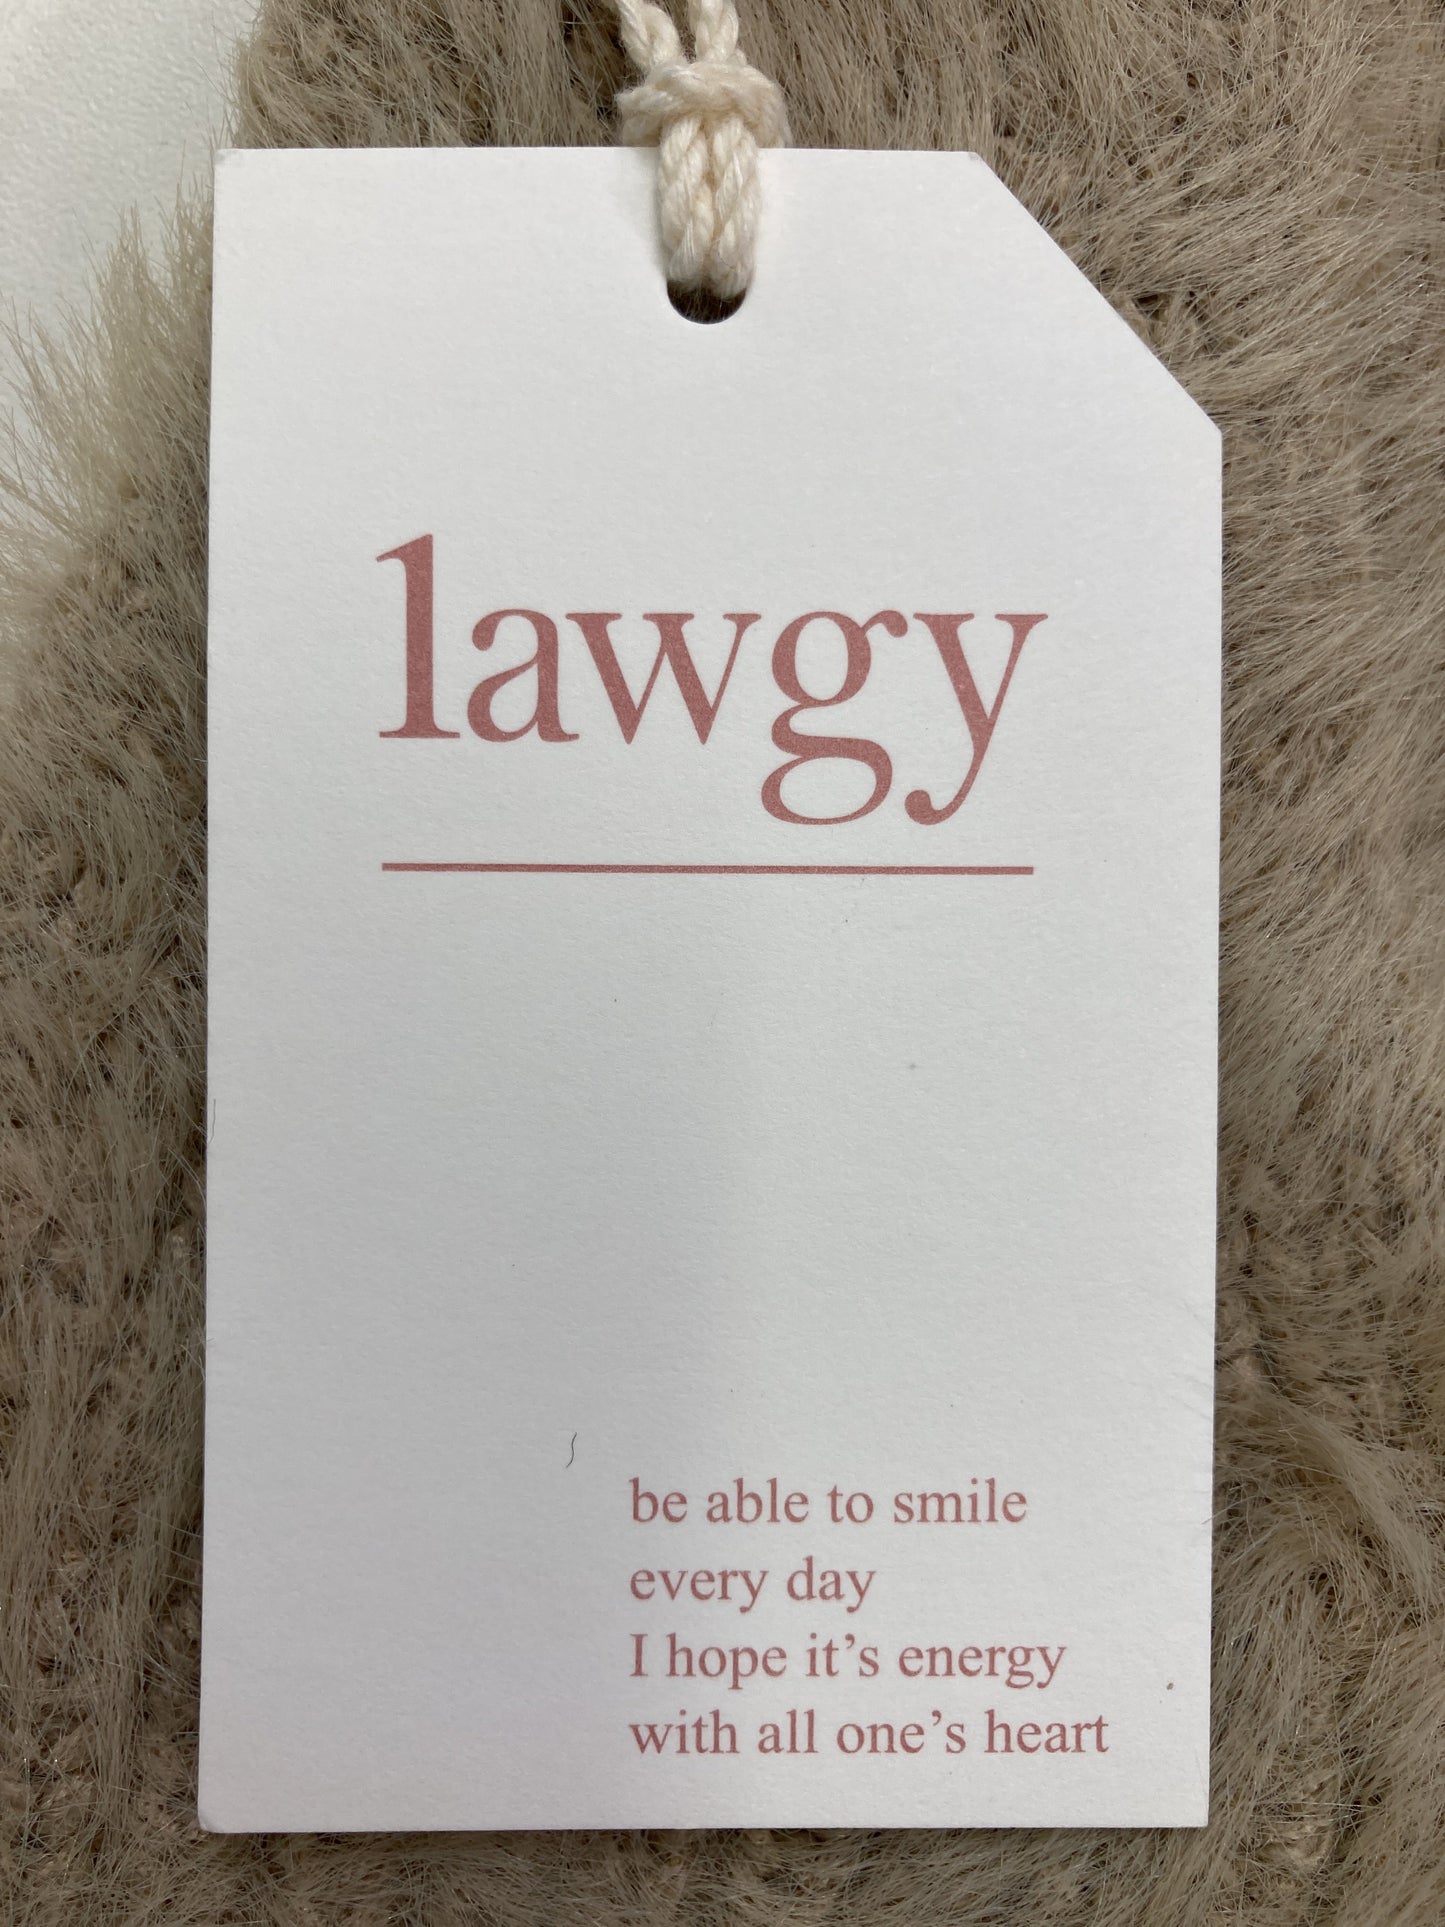 lawgy
be able to smile
every day
I hope it’s energy
with all one’s heart